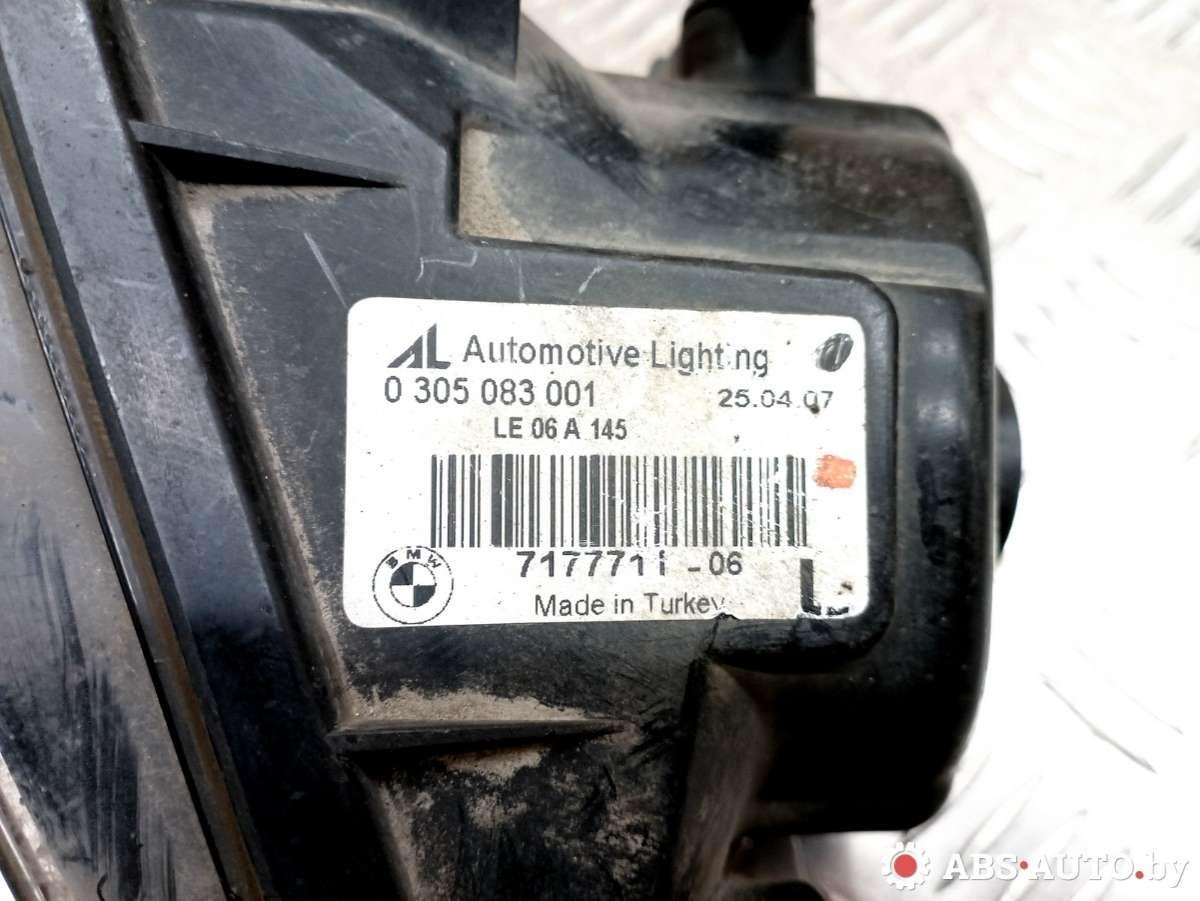 AL Automotive Lighting
0 305 083 001 25.04.07
LE 06 A 145
7177711 - 06
BMW
Made in Turkey
L
ABS-AUTO.by